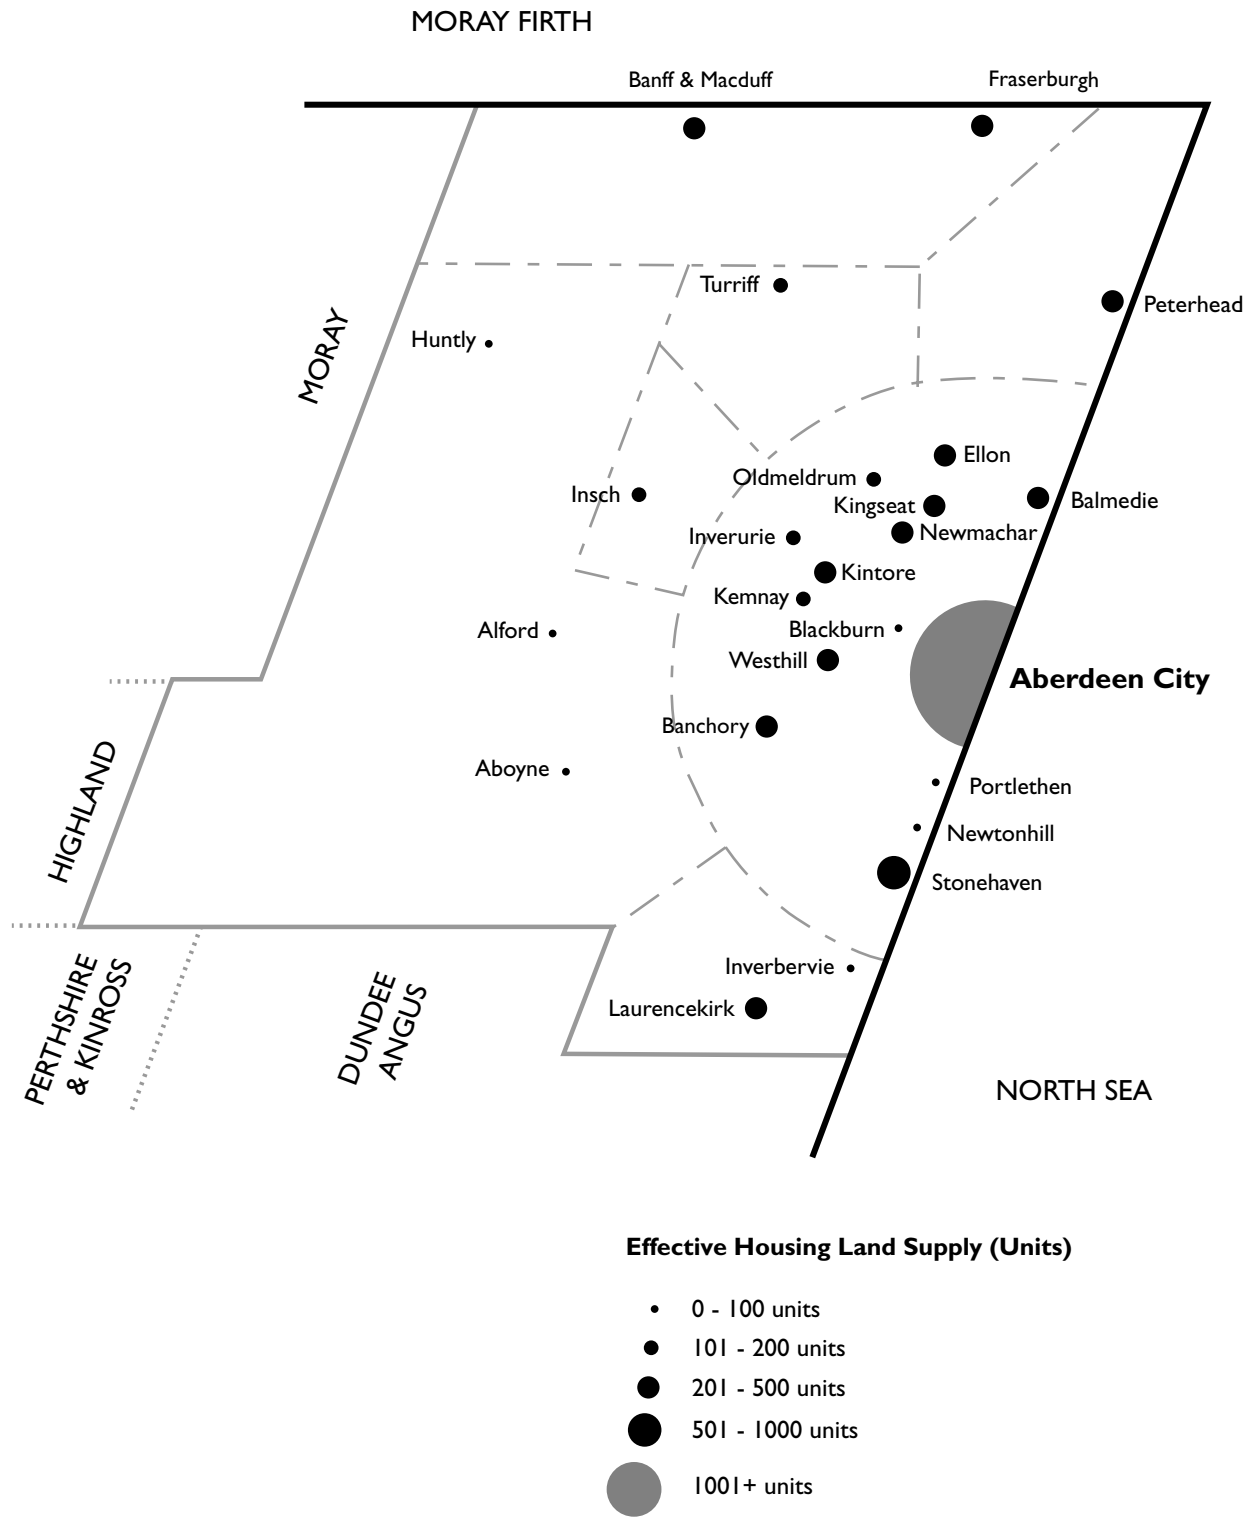 MORAY FIRTH
Banff & Macduff
Fraserburgh
Turriff
Peterhead
Huntly
MORAY
Ellon
Oldmeldrum
Insch
Kingseat
Balmedie
Newmachar
Inverurie
Kintore
Kemnay
Blackburn
Alford
Westhill
Aberdeen City
Banchory
Aboyne
Portlethen
HIGHLAND
Newtonhill
Stonehaven
Inverbervie
Laurencekirk
PERTHSHIRE
& KINROSS
DUNDEE
ANGUS
NORTH SEA
Effective Housing Land Supply (Units)
0 - 100 units
101 - 200 units
201 - 500 units
501 - 1000 units
1001+ units